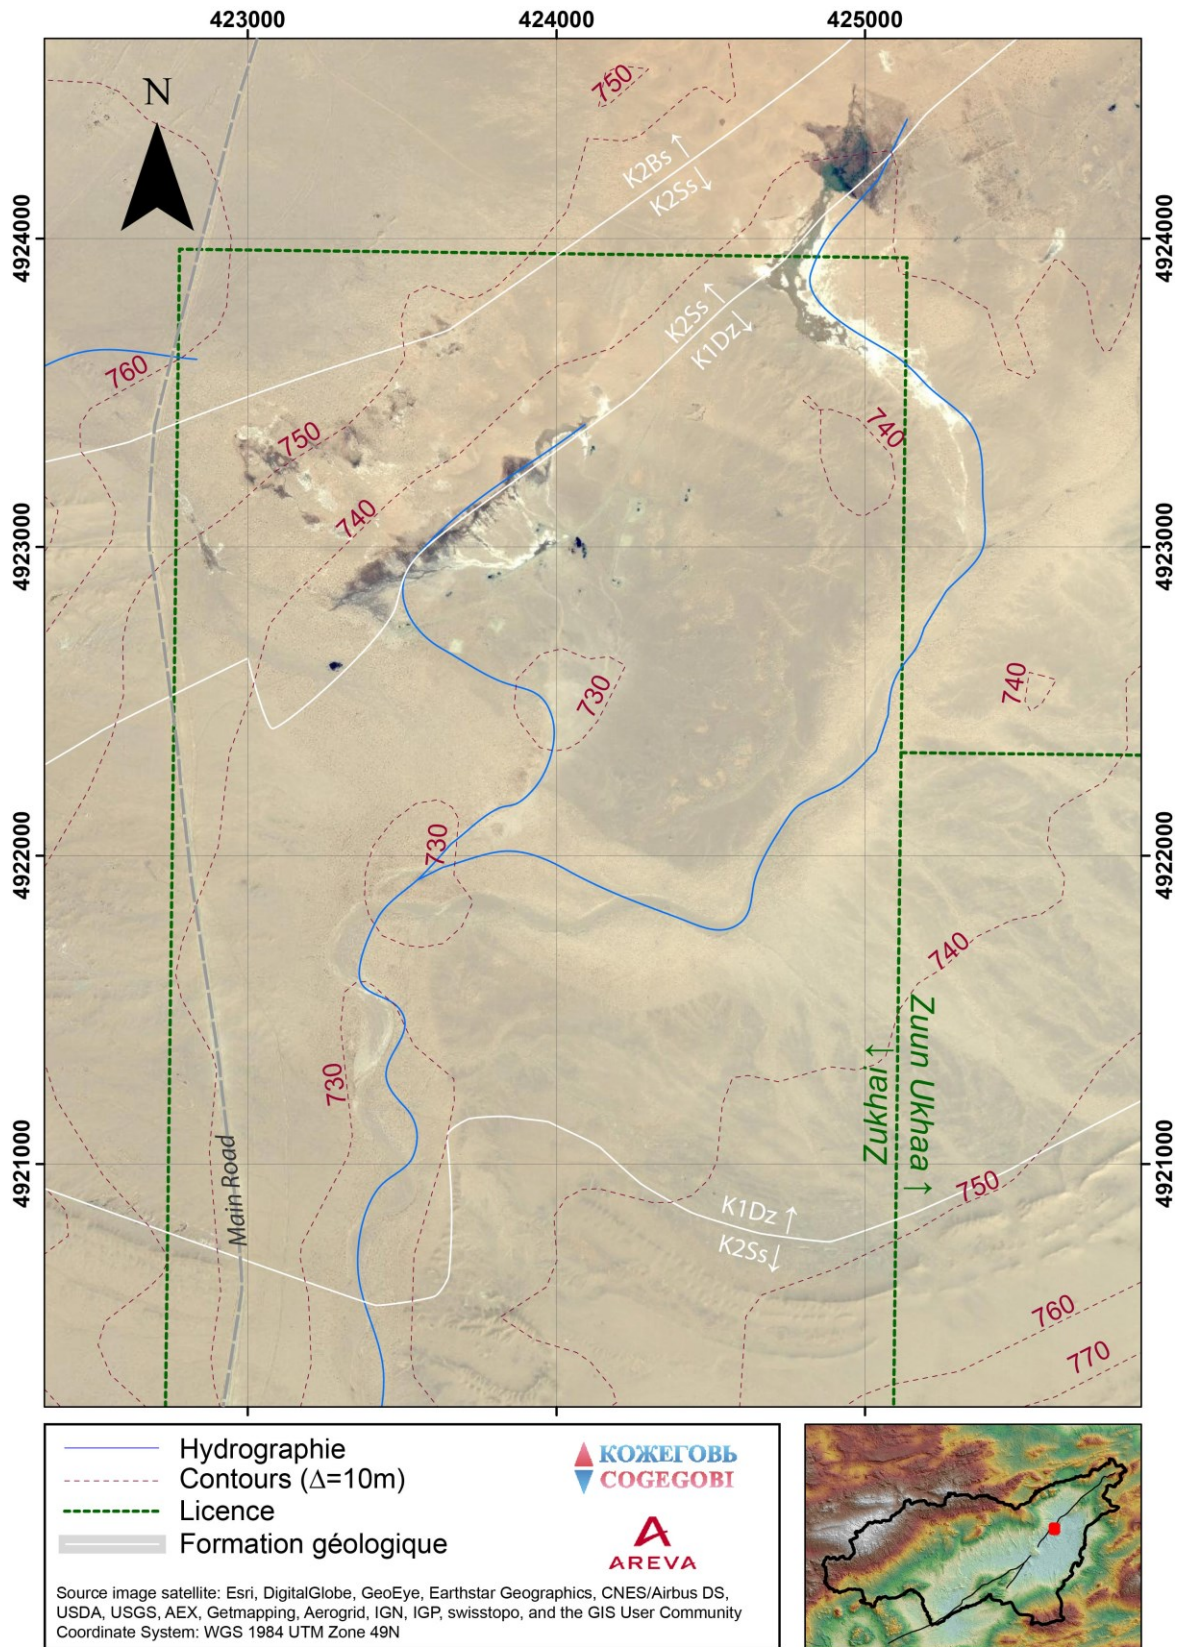 423000
424000
425000
N
750
K2Bs ↑
K2Ss ↓
4924000
4924000
K2Ss ↑
K1Dz ↓
760
750
740
740
4923000
4923000
730
740
730
4922000
4922000
740
730
Zukhai ↑
Zuun Ukhaa ↑
Main Road
4921000
4921000
750
K1Dz ↑
K2Ss ↓
760
770
Hydrographie
Contours (Δ=10m)
Licence
Formation géologique
КОЖЕГОВЬ
COGEGOBI
AREVA
Source image satellite: Esri, DigitalGlobe, GeoEye, Earthstar Geographics, CNES/Airbus DS,
USDA, USGS, AEX, Getmapping, Aerogrid, IGN, IGP, swisstopo, and the GIS User Community
Coordinate System: WGS 1984 UTM Zone 49N